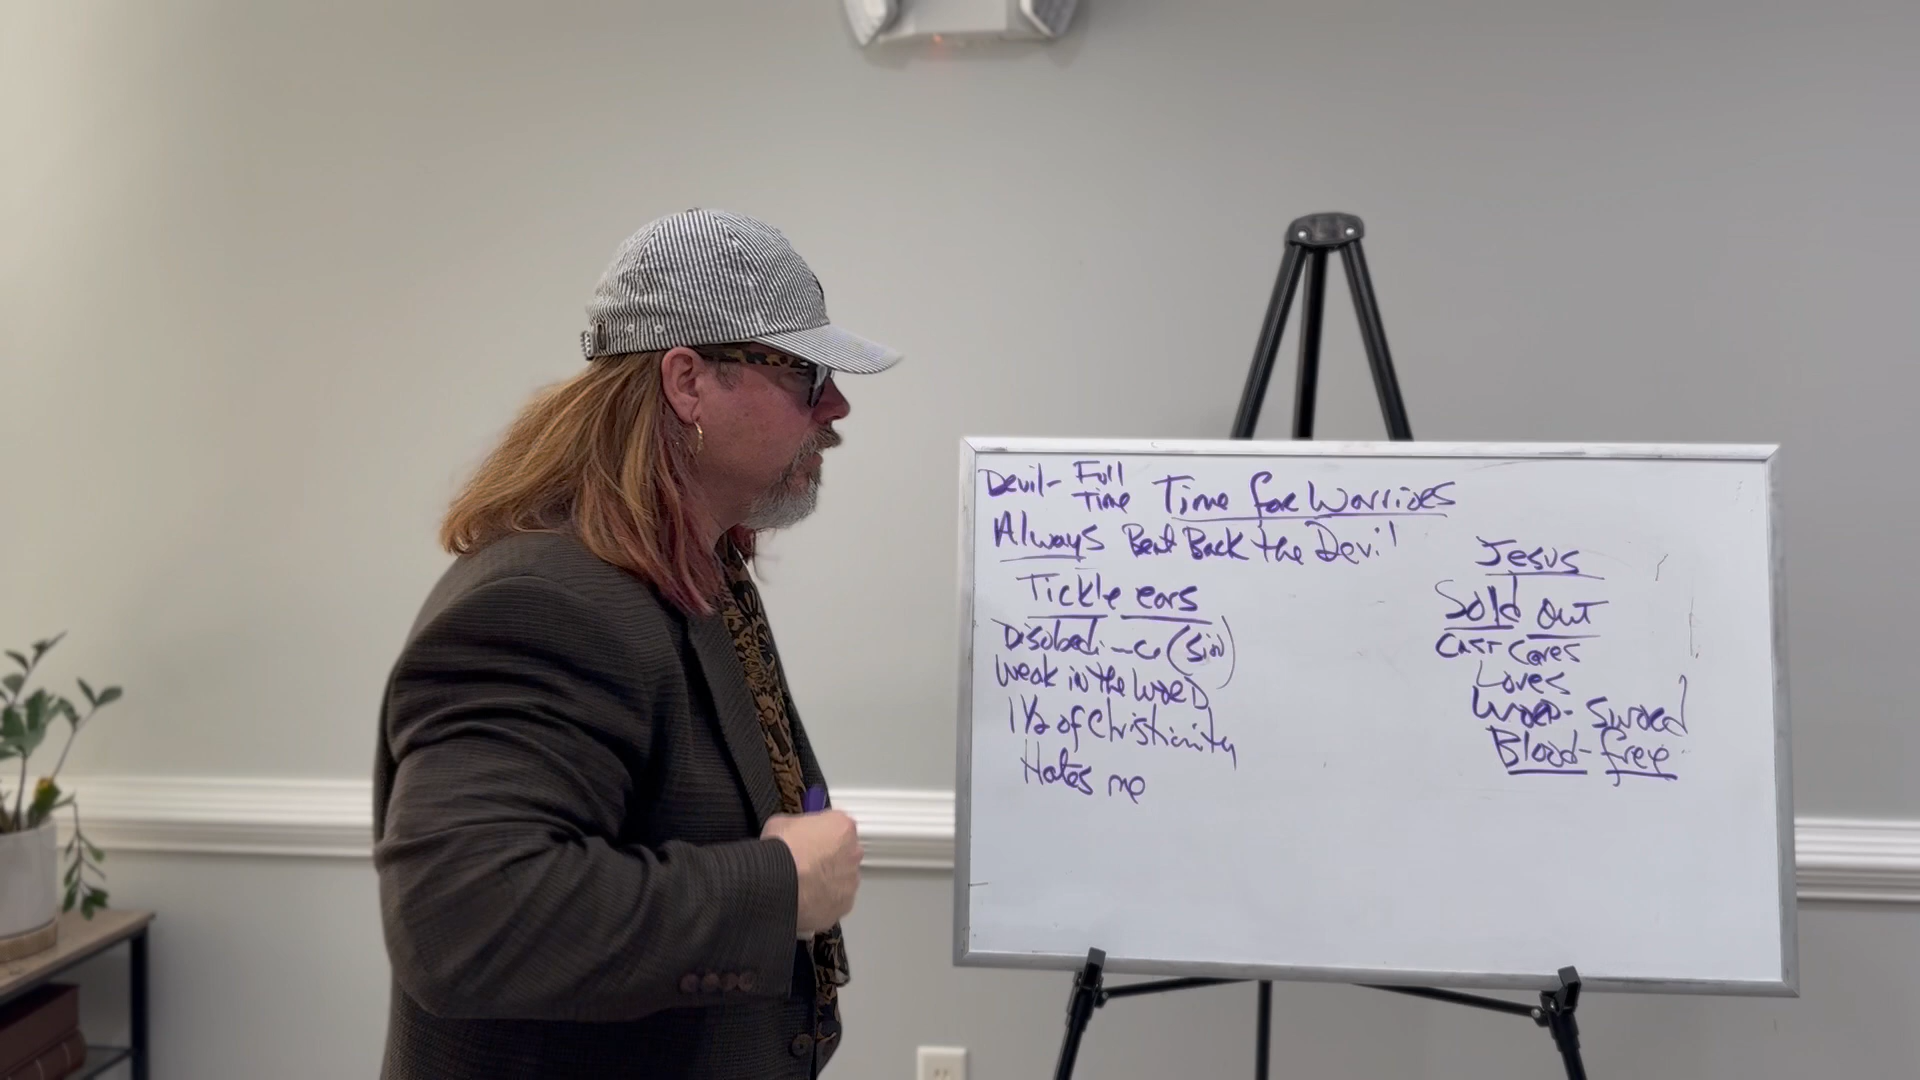 Devil- Full Time
Time for Warriors
Always Beat Back the Devil
Tickle ears
(Sin)
Weak in the Word
1/2 of Christianity
Hates me
Jesus
Sold out
Cast Cares
Loves
Word- Sword
Blood- free